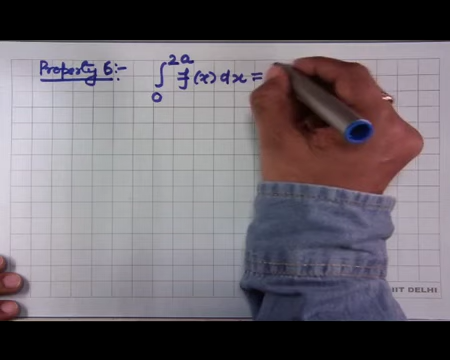 Property 6:- ∫₀²ᵃ f(x) dx =
IIT DELHI